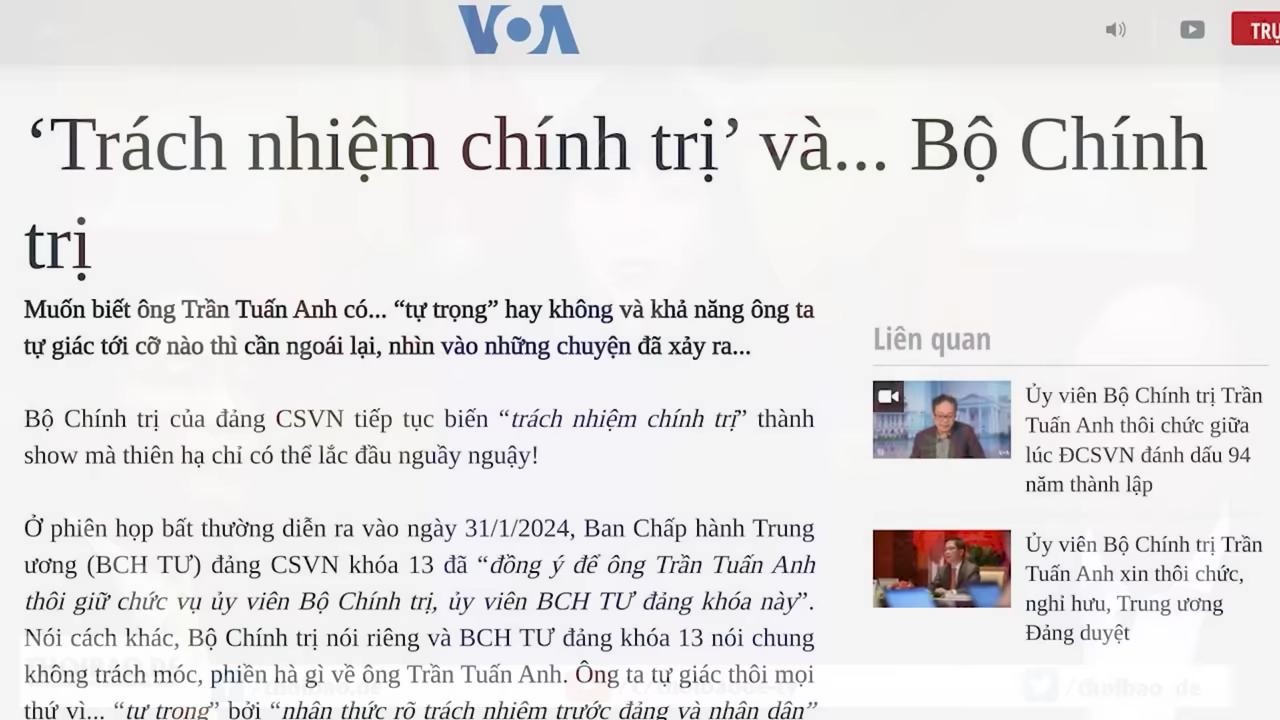 VOA
TRỰ
‘Trách nhiệm chính trị’ và... Bộ Chính
trị
Muốn biết ông Trần Tuấn Anh có... “tự trọng” hay không và khả năng ông ta
tự giác tới cỡ nào thì cần ngoái lại, nhìn vào những chuyện đã xảy ra...
Bộ Chính trị của đảng CSVN tiếp tục biến “trách nhiệm chính trị” thành
show mà thiên hạ chỉ có thể lắc đầu nguầy nguậy!
Ở phiên họp bất thường diễn ra vào ngày 31/1/2024, Ban Chấp hành Trung
ương (BCH TƯ) đảng CSVN khóa 13 đã “đồng ý để ông Trần Tuấn Anh
thôi giữ chức vụ ủy viên Bộ Chính trị, ủy viên BCH TƯ đảng khóa này”.
Nói cách khác, Bộ Chính trị nói riêng và BCH TƯ đảng khóa 13 nói chung
không trách móc, phiền hà gì về ông Trần Tuấn Anh. Ông ta tự giác thôi mọi
thứ vì... “tự trọng” bởi “nhận thức rõ trách nhiệm trước đảng và nhân dân”
Liên quan
Ủy viên Bộ Chính trị Trần
Tuấn Anh thôi chức giữa
lúc ĐCSVN đánh dấu 94
năm thành lập
Ủy viên Bộ Chính trị Trần
Tuấn Anh xin thôi chức,
nghỉ hưu, Trung ương
Đảng duyệt
THOIBAO.DE
/thoibao.de
/thoibao_de